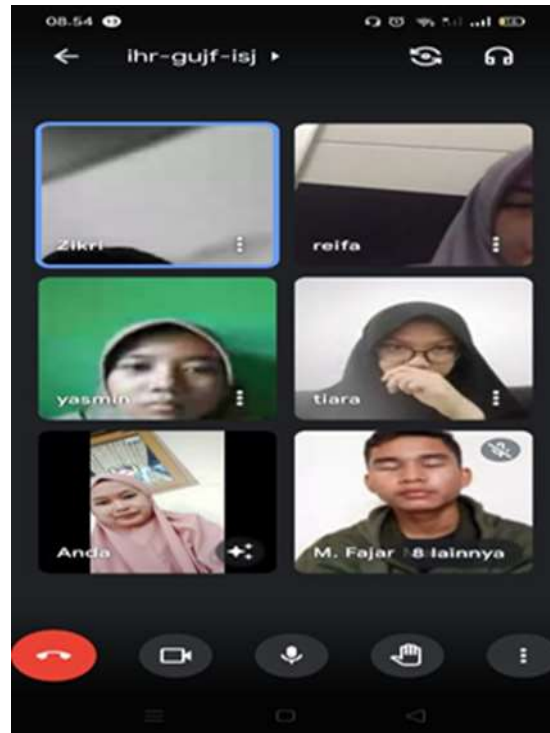 08.54
ihr-gujf-isj
Zikri
reifa
yasmin
tiara
Anda
M. Fajar 8 lainnya